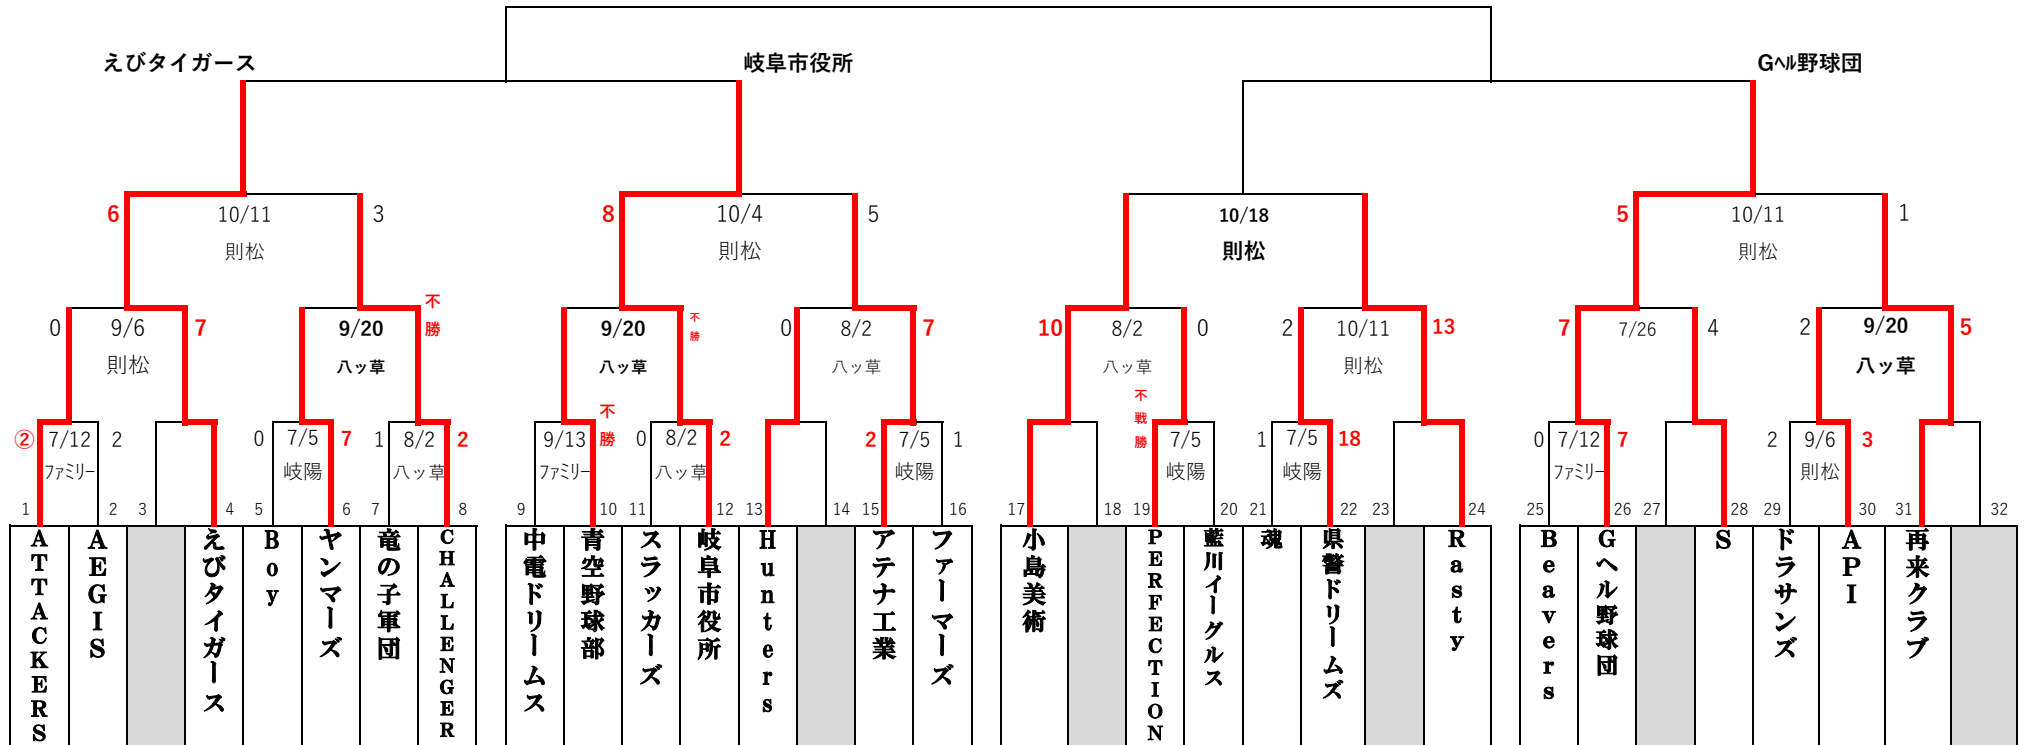 えびタイガース 岐阜市役所 Gヘル野球団
6 10/11 3 8 10/4 5 10/18 5 10/11 1
則松 則松 則松 則松
不勝 不勝
0 9/6 7 9/20 9/20 0 8/2 7 10 8/2 0 2 10/11 13 7 7/26 4 2 9/20 5
則松 八ッ草 八ッ草 八ッ草 八ッ草 則松 八ッ草
不勝 不戦勝
② 7/12 2 0 7/5 7 1 8/2 2 9/13 0 8/2 2 2 7/5 1 7/5 1 7/5 18 0 7/12 7 2 9/6 3
ファミリー 岐陽 八ッ草 ファミリー 八ッ草 岐陽 岐陽 岐陽 ファミリー 則松
1 2 3 4 5 6 7 8 9 10 11 12 13 14 15 16 17 18 19 20 21 22 23 24 25 26 27 28 29 30 31 32
ATTACKERS
AEGIS
えびタイガース
Boy
ヤンマーズ
竜の子軍団
CHALLENGER
中電ドリームス
青空野球部
スラッカーズ
岐阜市役所
Hunters
アテナ工業
ファーマーズ
小島美術
PERFECTION
藍川イーグルス
魂
県警ドリームズ
Rasty
Beavers
Gヘル野球団
S
ドラサンズ
API
再来クラブ